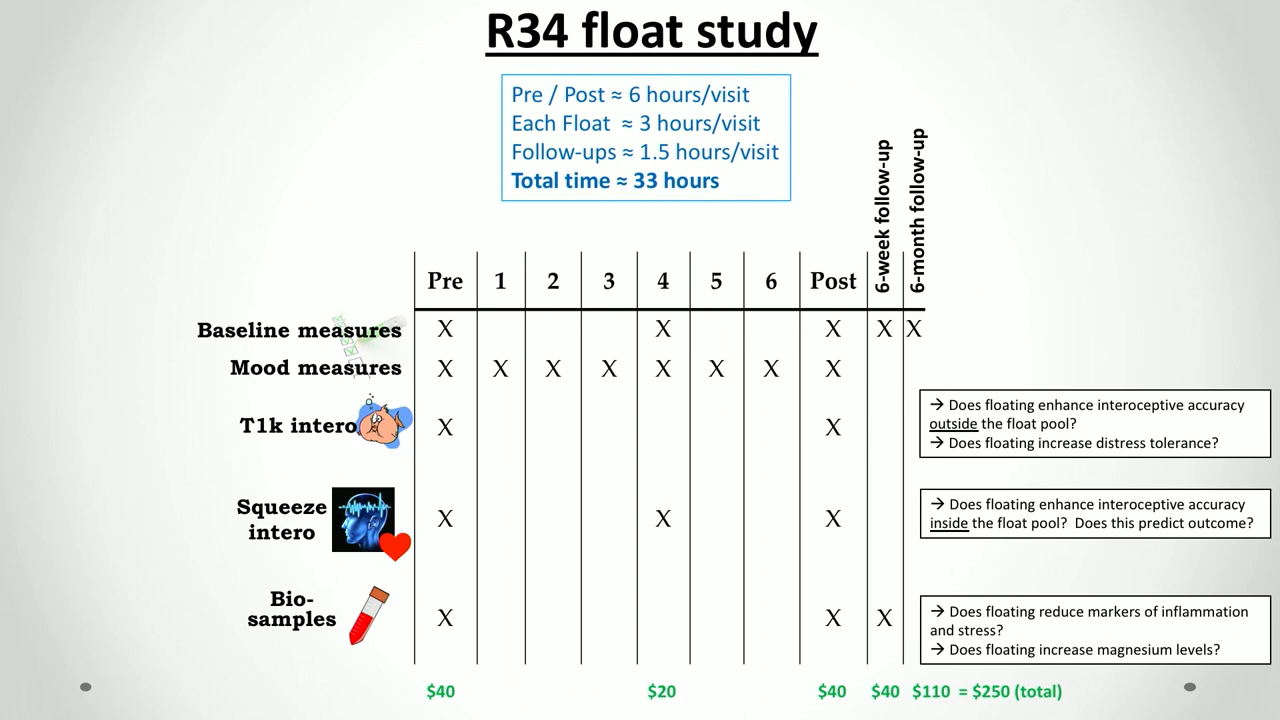 R34 float study
Pre / Post ≈ 6 hours/visit
Each Float ≈ 3 hours/visit
Follow-ups ≈ 1.5 hours/visit
Total time ≈ 33 hours
Pre 1 2 3 4 5 6 Post 6-week follow-up 6-month follow-up
Baseline measures X X X X X
Mood measures X X X X X X X X
T1k intero X X
→ Does floating enhance interoceptive accuracy
outside the float pool?
→ Does floating increase distress tolerance?
Squeeze
intero X X X
→ Does floating enhance interoceptive accuracy
inside the float pool? Does this predict outcome?
Bio-
samples X X X
→ Does floating reduce markers of inflammation
and stress?
→ Does floating increase magnesium levels?
$40 $20 $40 $40 $110 = $250 (total)